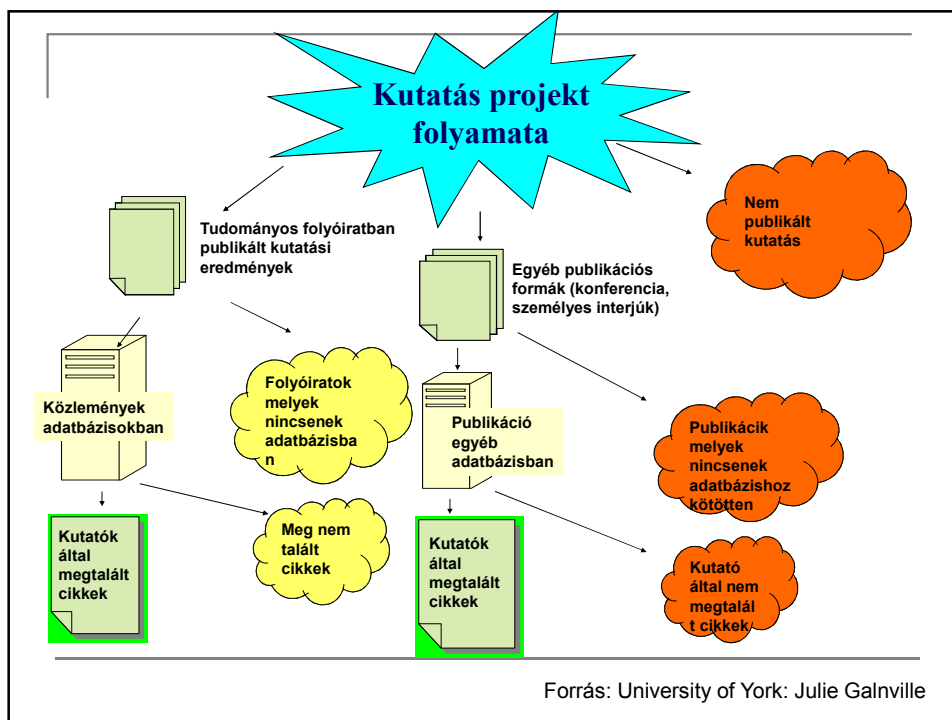 Kutatás projekt
folyamata
Nem
publikált
kutatás
Tudományos folyóiratban
publikált kutatási
eredmények
Egyéb publikációs
formák (konferencia,
személyes interjúk)
Közlemények
adatbázisokban
Folyóiratok
melyek
nincsenek
adatbázisba
n
Publikáció
egyéb
adatbázisban
Publikácik
melyek
nincsenek
adatbázishoz
kötötten
Kutatók
által
megtalált
cikkek
Meg nem
talált
cikkek
Kutatók
által
megtalált
cikkek
Kutató
által nem
megtalál
t cikkek
Forrás: University of York: Julie Galnville